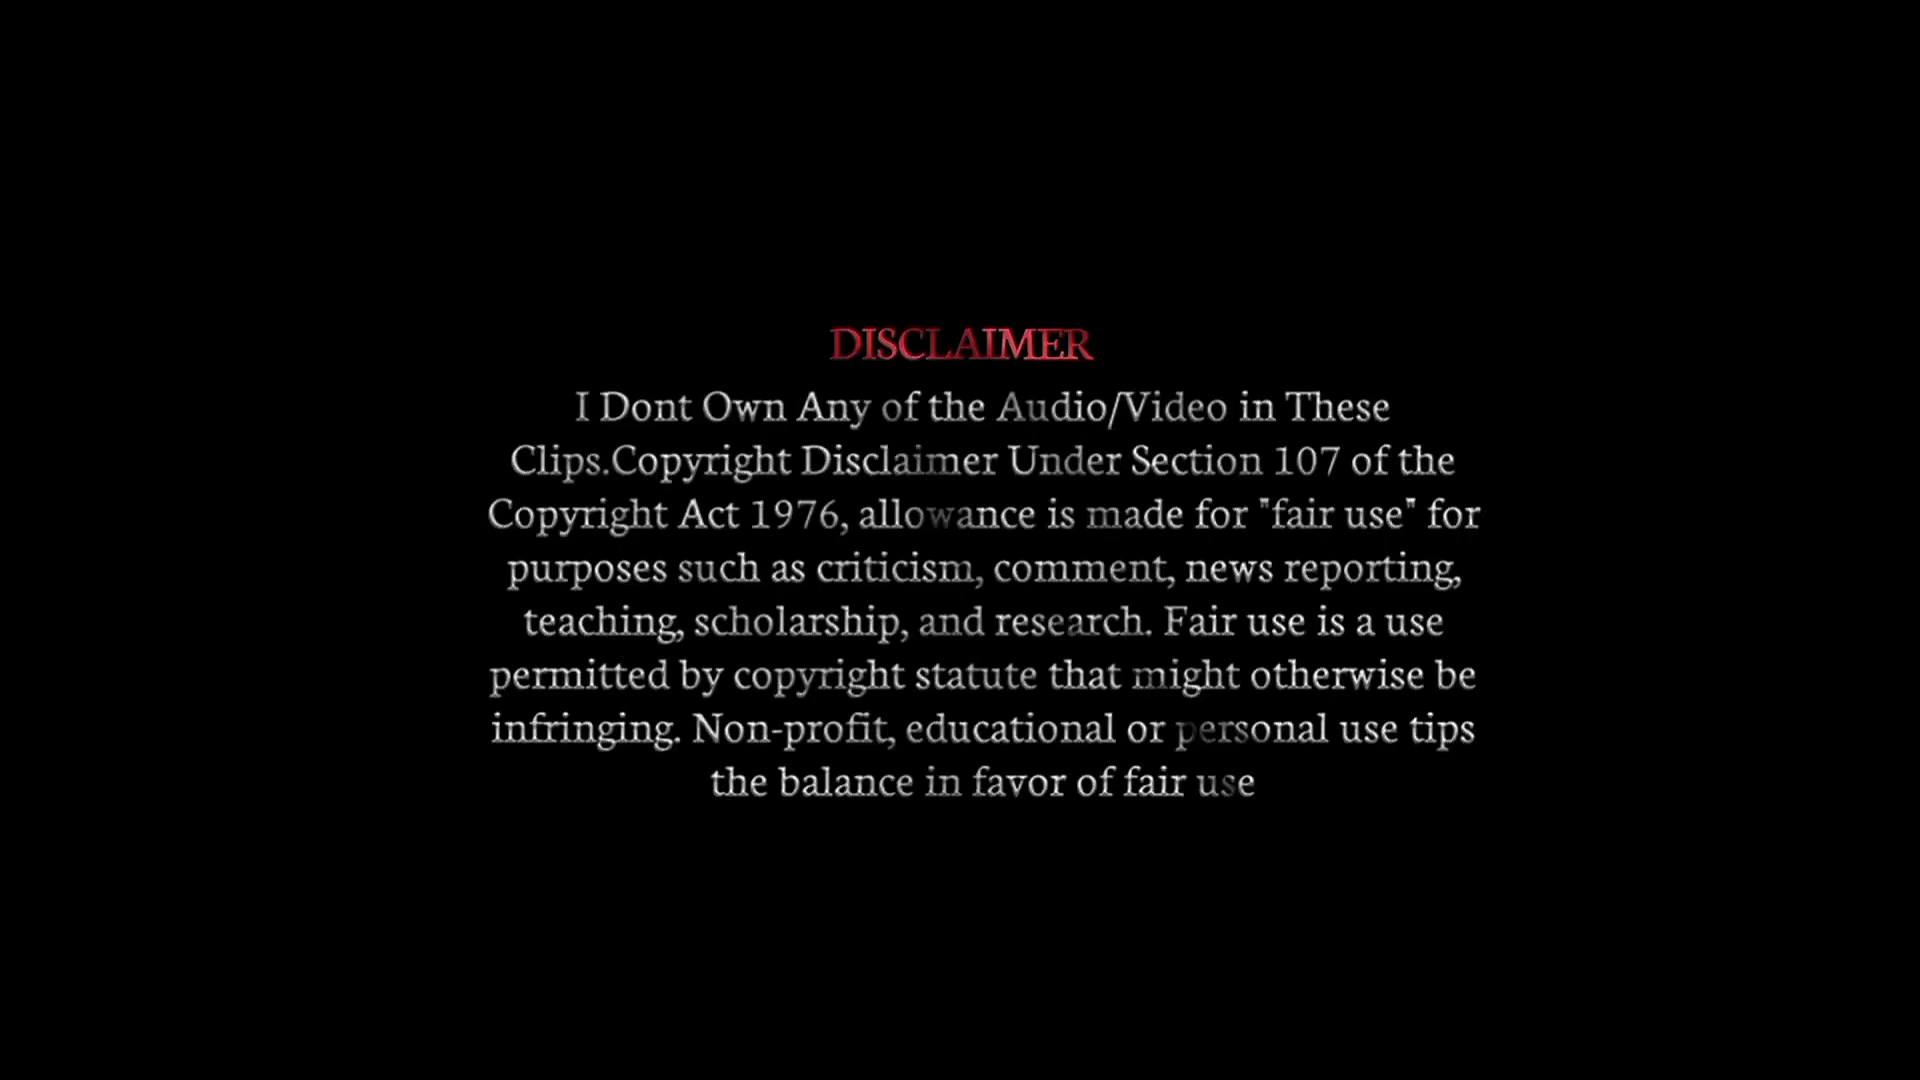 DISCLAIMER
I Dont Own Any of the Audio/Video in These
Clips.Copyright Disclaimer Under Section 107 of the
Copyright Act 1976, allowance is made for "fair use" for
purposes such as criticism, comment, news reporting,
teaching, scholarship, and research. Fair use is a use
permitted by copyright statute that might otherwise be
infringing. Non-profit, educational or personal use tips
the balance in favor of fair use